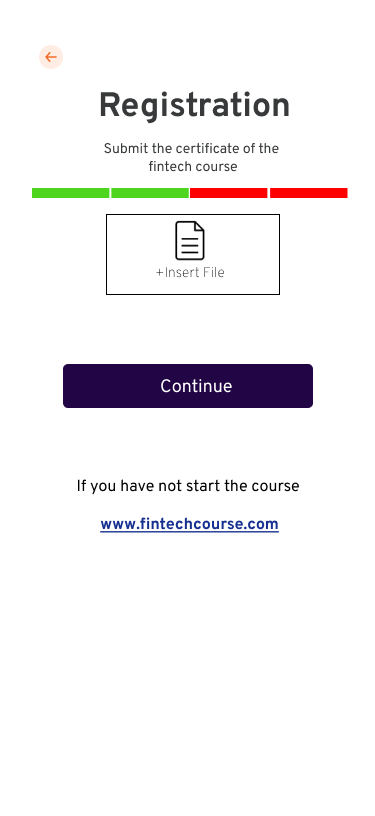 Registration
Submit the certificate of the
fintech course
+Insert File
Continue
If you have not start the course
www.fintechcourse.com